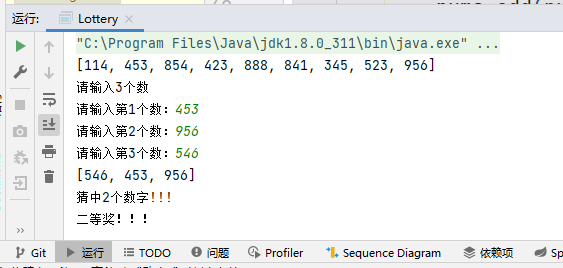 运行: Lottery
"C:\Program Files\Java\jdk1.8.0_311\bin\java.exe" ...
[114, 453, 854, 423, 888, 841, 345, 523, 956]
请输入3个数
请输入第1个数：453
请输入第2个数：956
请输入第3个数：546
[546, 453, 956]
猜中2个数字!!!
二等奖！！！
Git 运行 TODO 问题 Profiler Sequence Diagram 依赖项